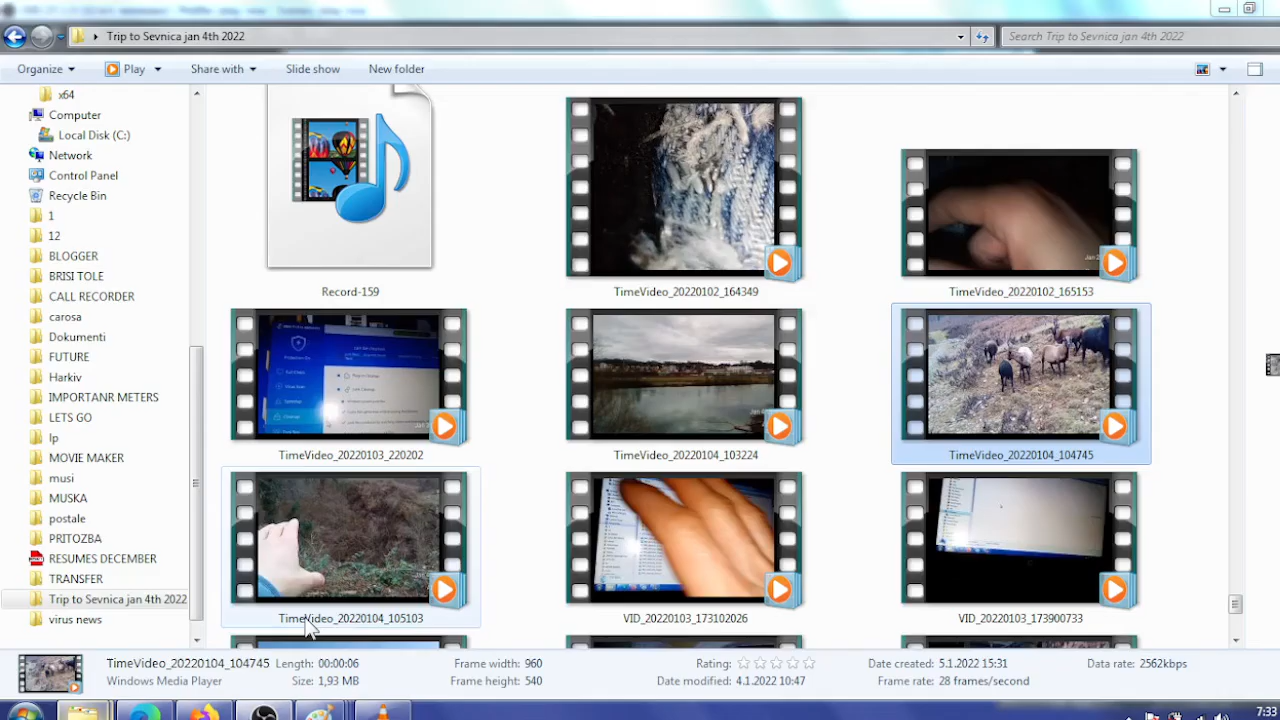 Trip to Sevnica jan 4th 2022
Search Trip to Sevnica jan 4th 2022
Organize Play Share with Slide show New folder
x64
Computer
Local Disk (C:)
Network
Control Panel
Recycle Bin
1
12
BLOGGER
BRISI TOLE
CALL RECORDER
carosa
Dokumenti
FUTURE
Harkiv
IMPORTANR METERS
LETS GO
lp
MOVIE MAKER
musi
MUSKA
postale
PRITOZBA
RESUMES DECEMBER
TRANSFER
Trip to Sevnica jan 4th 2022
virus news
Record-159
TimeVideo_20220102_164349
TimeVideo_20220102_165153
TimeVideo_20220103_220202
TimeVideo_20220104_103224
TimeVideo_20220104_104745
TimeVideo_20220104_105103
VID_20220103_173102026
VID_20220103_173900733
TimeVideo_20220104_104745 Length: 00:00:06 Frame width: 960 Rating: Date created: 5.1.2022 15:31 Data rate: 2562kbps
Windows Media Player Size: 1,93 MB Frame height: 540 Date modified: 4.1.2022 10:47 Frame rate: 28 frames/second
7:33